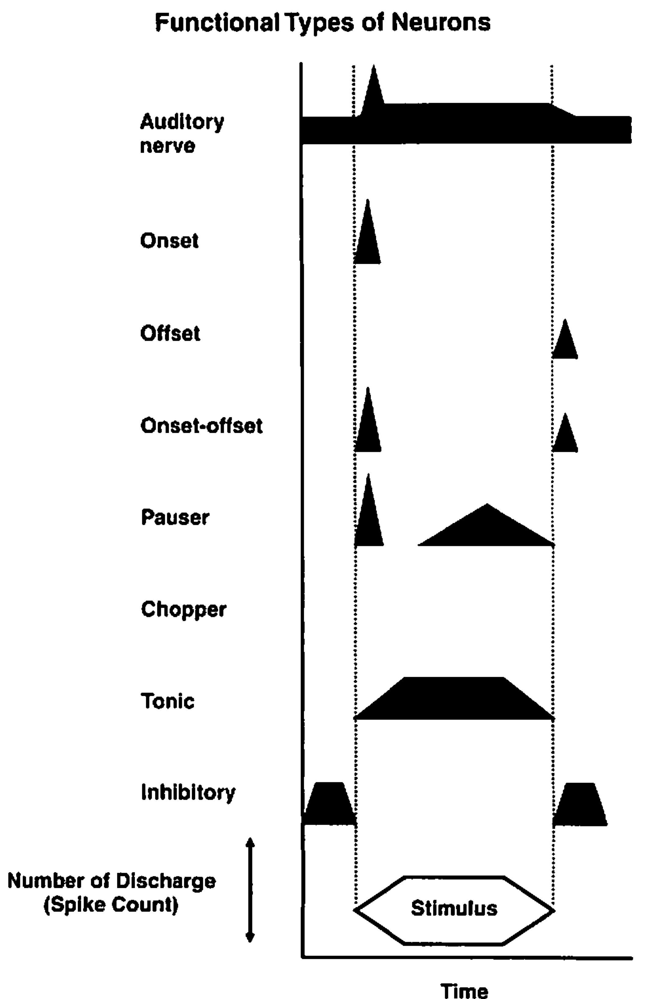 Functional Types of Neurons
Auditory
nerve
Onset
Offset
Onset-offset
Pauser
Chopper
Tonic
Inhibitory
Number of Discharge
(Spike Count)
Stimulus
Time